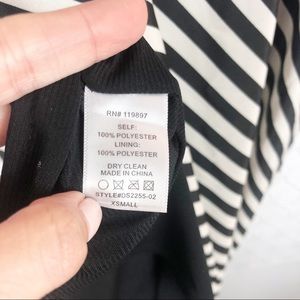 RN# 119897
SELF:
100% POLYESTER
LINING:
100% POLYESTER
DRY CLEAN
MADE IN CHINA
STYLE#DS2255-02
XSMALL